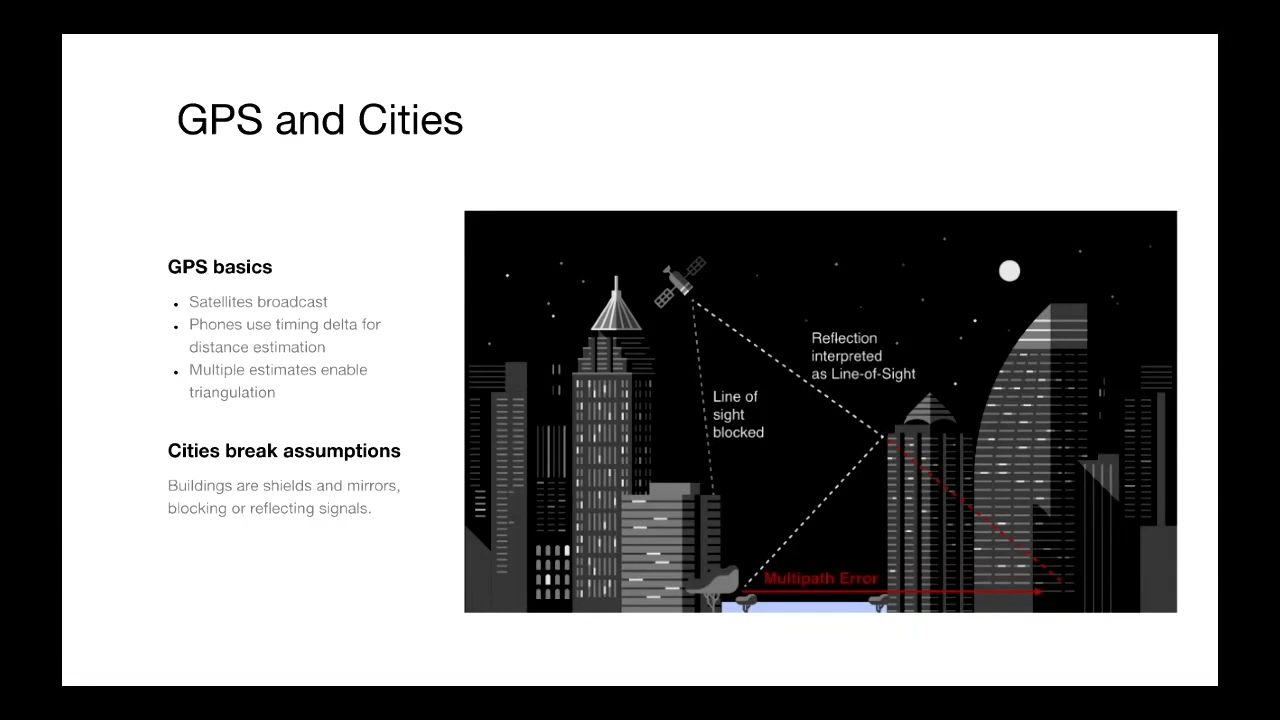 GPS and Cities
GPS basics
• Satellites broadcast
• Phones use timing delta for
distance estimation
• Multiple estimates enable
triangulation
Cities break assumptions
Buildings are shields and mirrors,
blocking or reflecting signals.
Reflection
interpreted
as Line-of-Sight
Line of
sight
blocked
Multipath Error